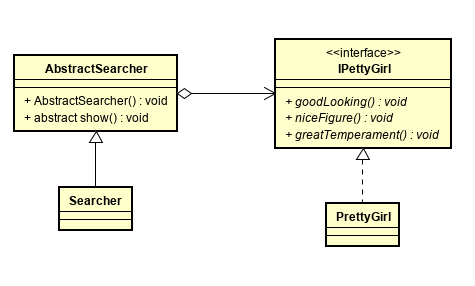 AbstractSearcher
+ AbstractSearcher() : void
+ abstract show() : void
<<interface>>
IPettyGirl
+ goodLooking() : void
+ niceFigure() : void
+ greatTemperament() : void
Searcher
PrettyGirl